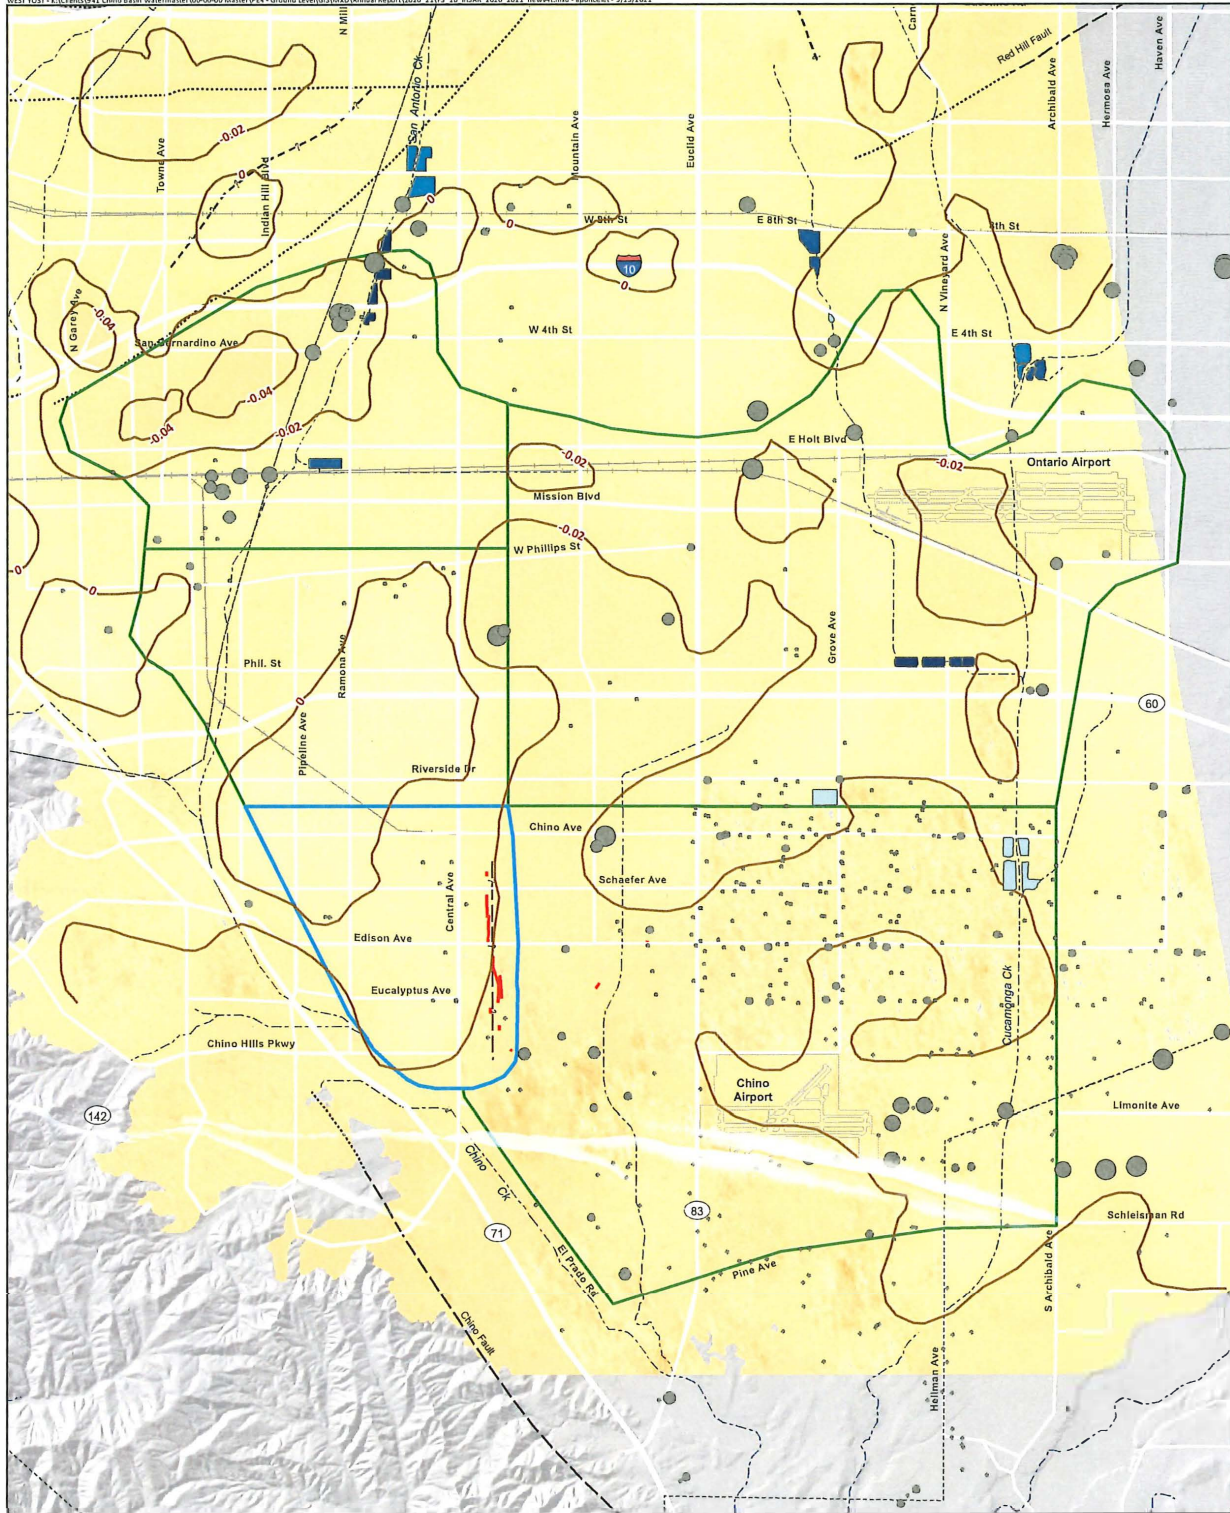 San Antonio Ck
Red Hill Fault
Archibald Ave
Hermosa Ave
Haven Ave
Towne Ave
-0.02
0
Indian Hill Blvd
Mountain Ave
Euclid Ave
0
W 8th St
E 8th St
8th St
10
0
N Vineyard Ave
N Garey Ave
-0.04
San Bernardino Ave
W 4th St
E 4th St
-0.04
-0.04
-0.02
E Holt Blvd
-0.02
-0.02
Ontario Airport
Mission Blvd
-0.02
W Phillips St
0
0
Grove Ave
Phil. St
Ramona Ave
0
60
Pipeline Ave
Riverside Dr
Chino Ave
Schaefer Ave
Central Ave
Edison Ave
Eucalyptus Ave
Cucamonga Ck
Chino Hills Pkwy
Chino
Airport
142
Limonite Ave
Chino Ck
83
71
Schleisman Rd
El Prado Rd
Pine Ave
S Archibald Ave
Chino Fault
Hellman Ave